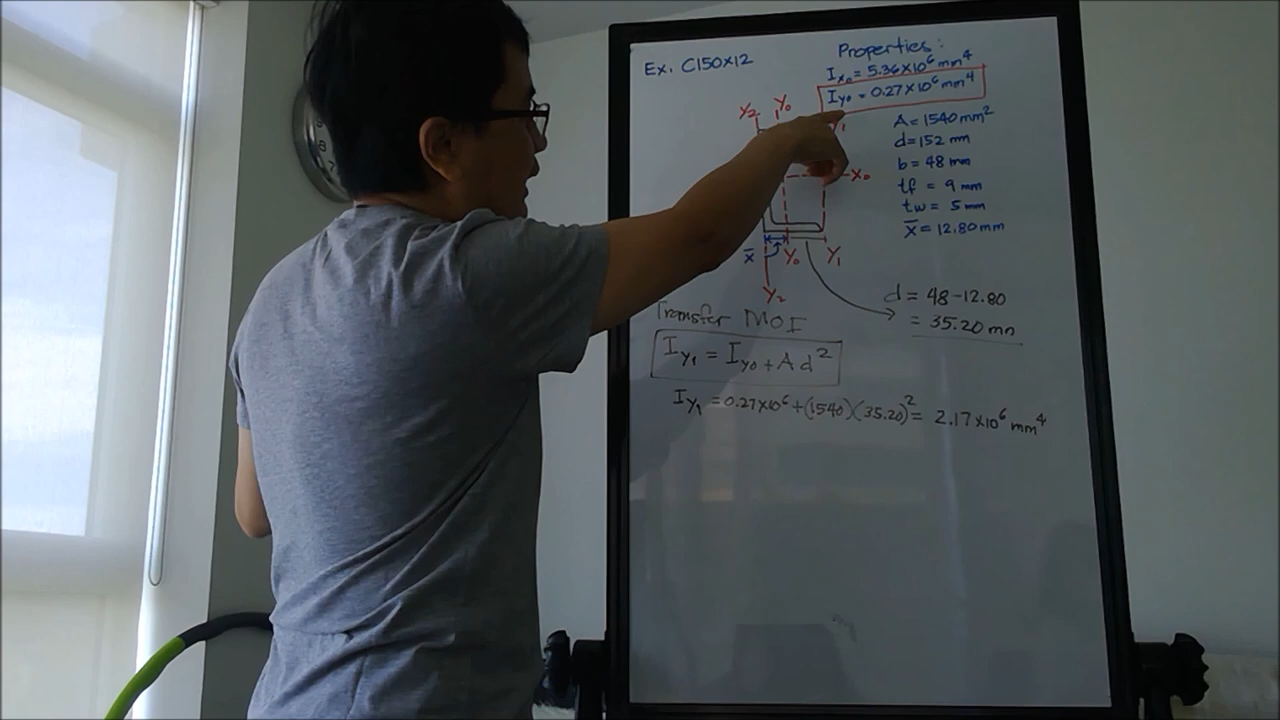 Ex. C150X12
Properties:
Ixo = 5.36X10⁶ mm⁴
Iyo = 0.27X10⁶ mm⁴
A = 1540 mm²
d = 152 mm
b = 48 mm
tf = 9 mm
tw = 5 mm
x̄ = 12.80 mm
Y2 Y0
X0
x̄ Y0 Y1
Y2
d = 48 - 12.80
= 35.20 mm
Transfer MOI
Iy1 = Iyo + Ad²
Iy1 = 0.27X10⁶ + (1540)(35.20)² = 2.17X10⁶ mm⁴